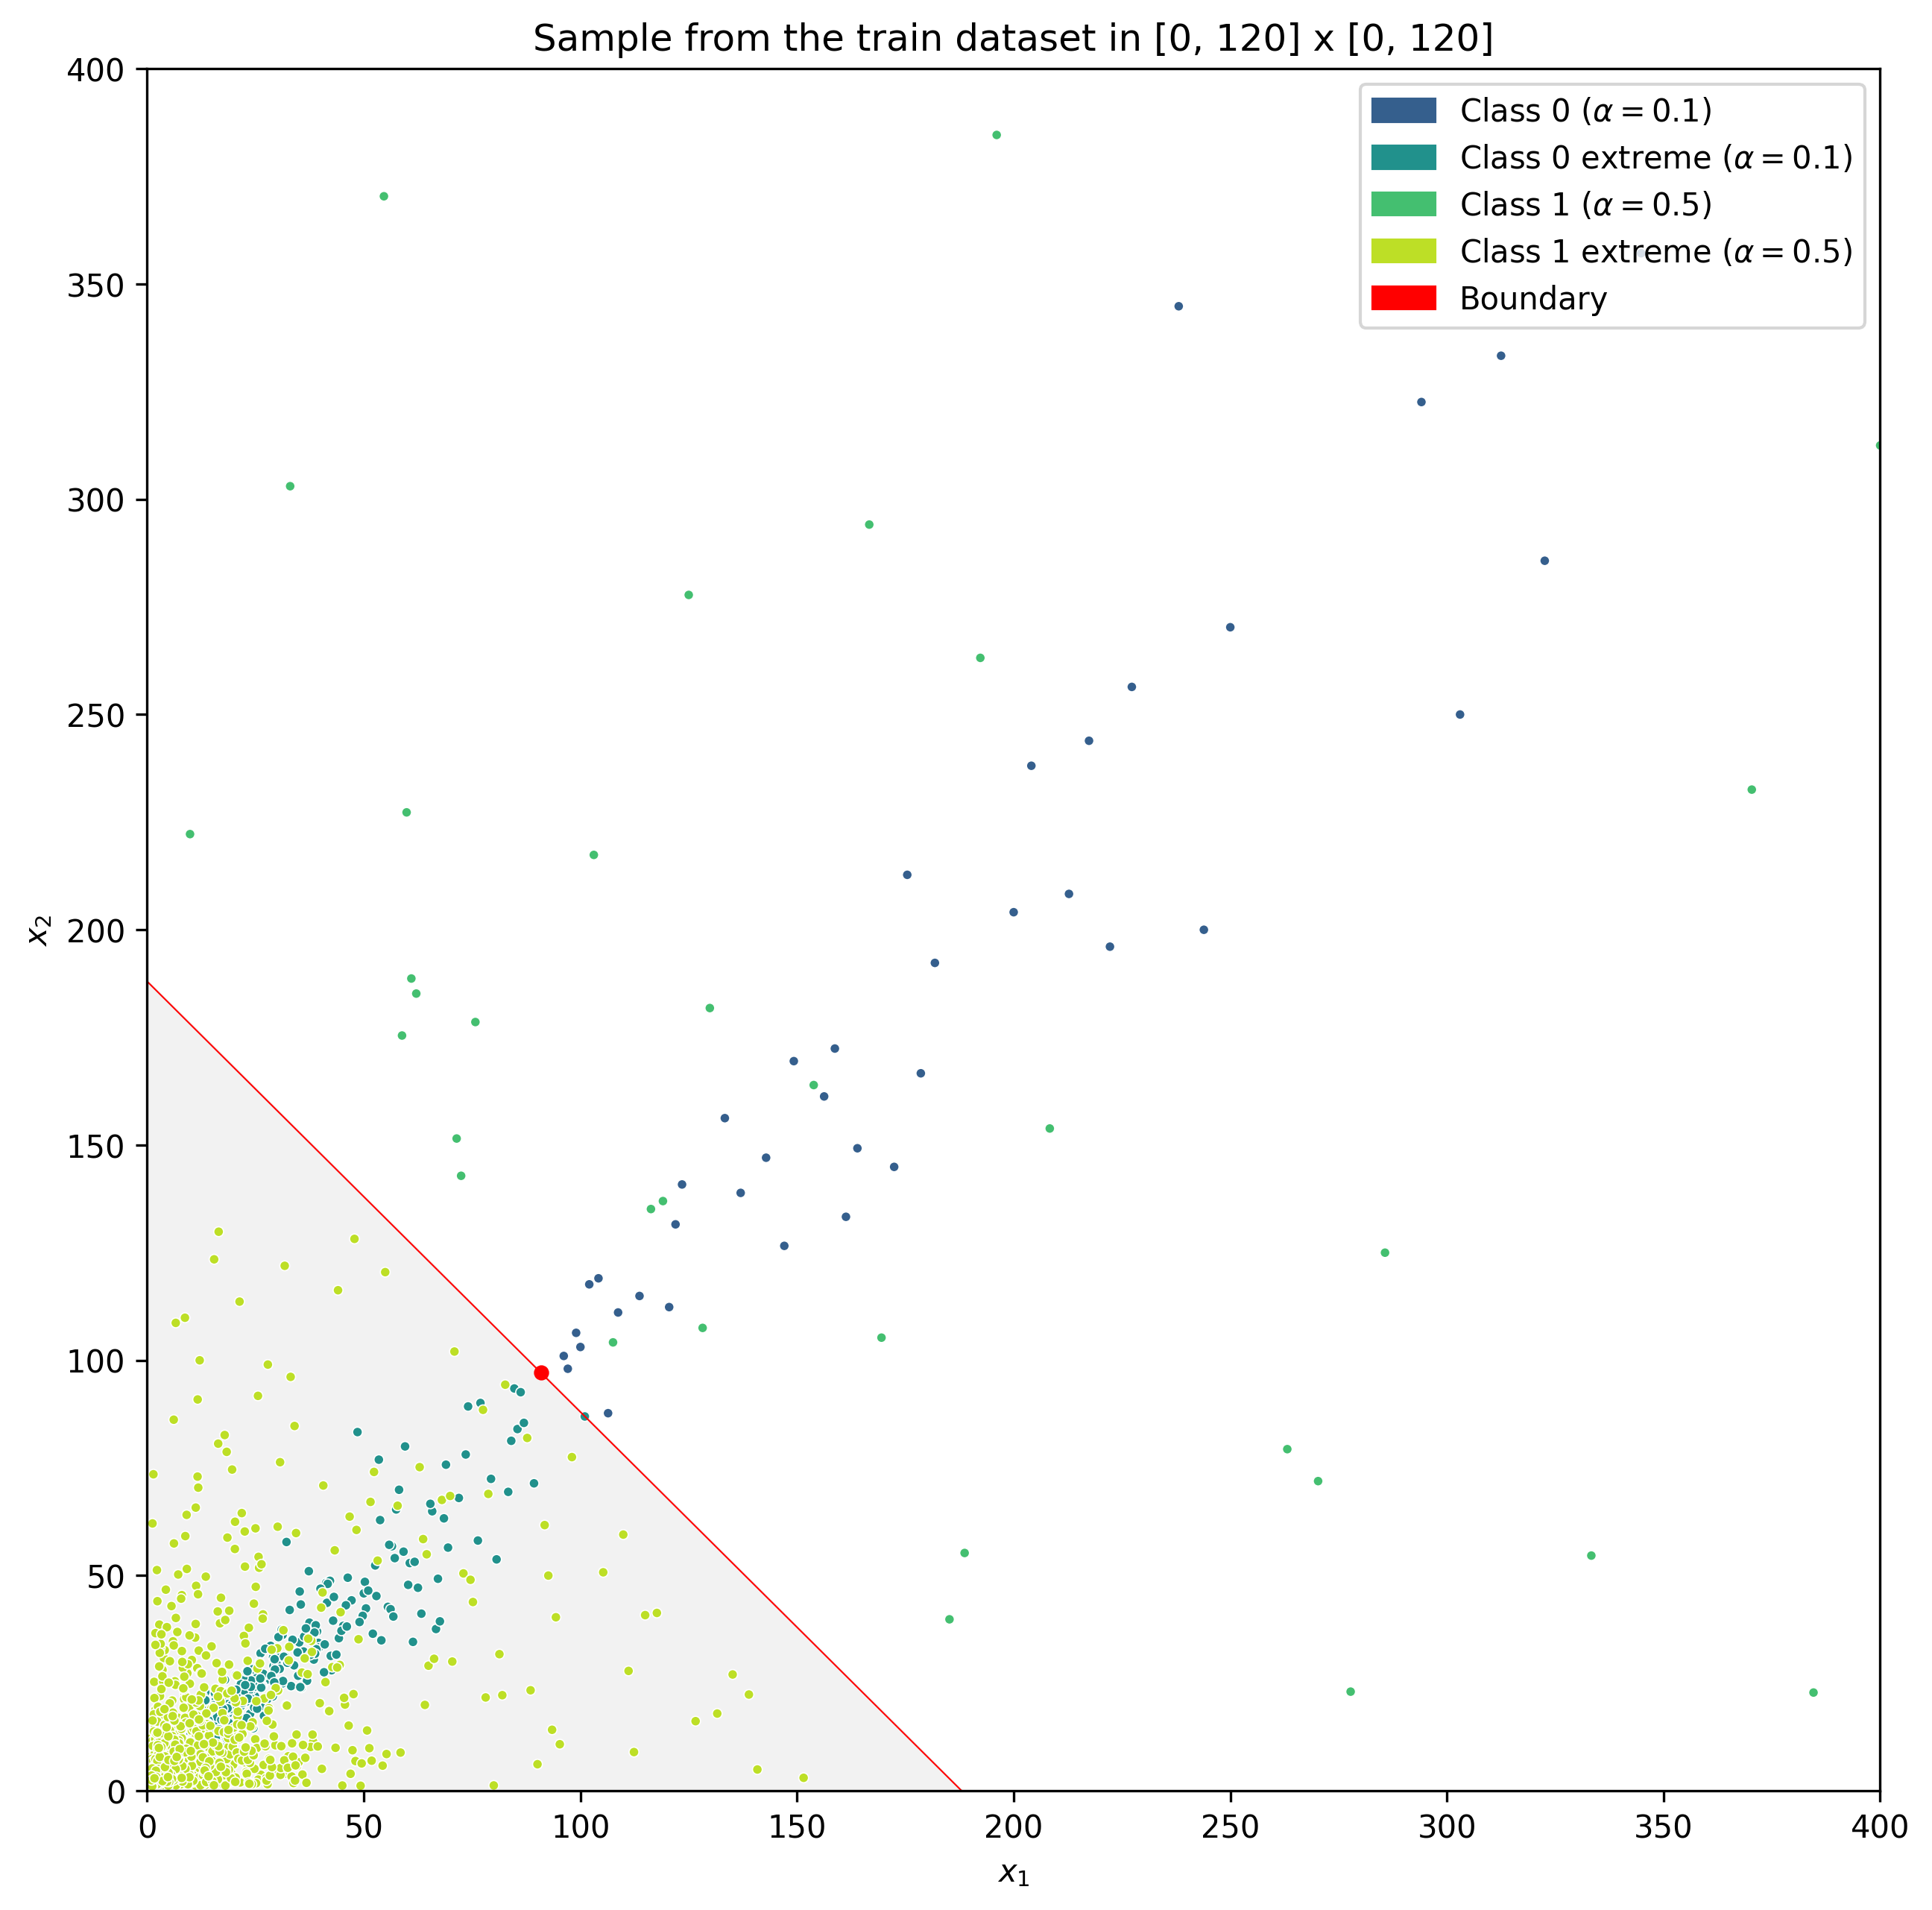 Sample from the train dataset in [0, 120] x [0, 120]
400
350
300
250
200
150
100
50
0
x₂
Class 0 (α = 0.1)
Class 0 extreme (α = 0.1)
Class 1 (α = 0.5)
Class 1 extreme (α = 0.5)
Boundary
0 50 100 150 200 250 300 350 400
x₁